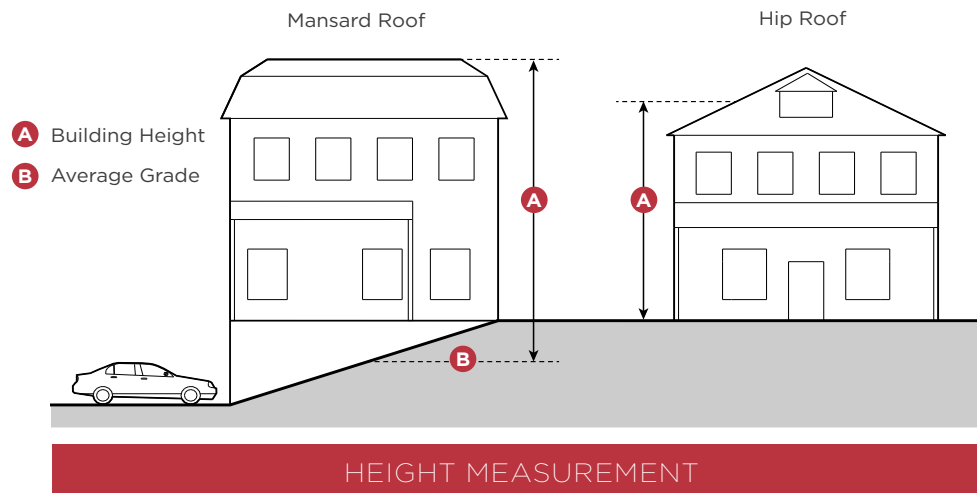 Mansard Roof
Hip Roof
A Building Height
B Average Grade
A
A
B
HEIGHT MEASUREMENT